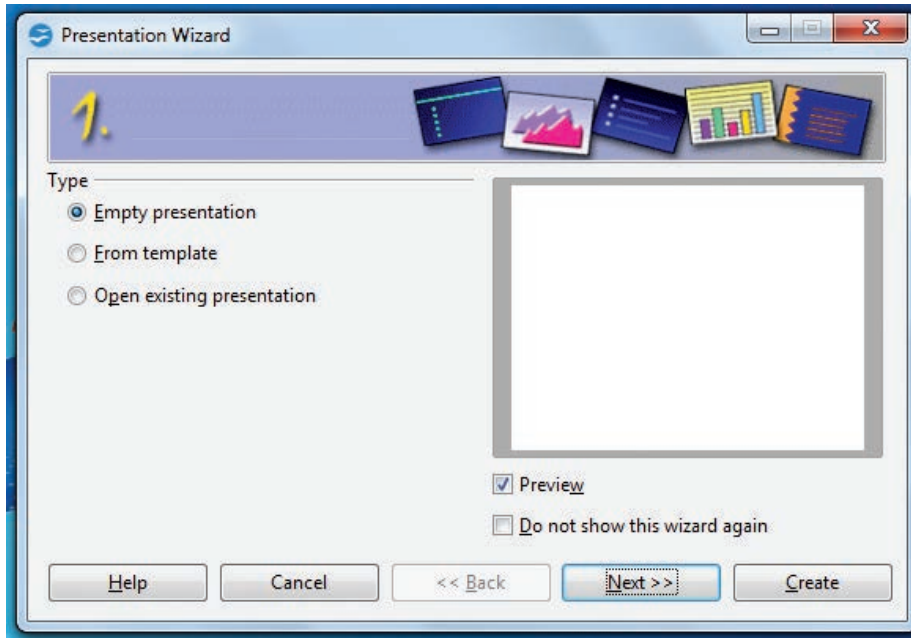 Presentation Wizard
1.
Type
Empty presentation
From template
Open existing presentation
Preview
Do not show this wizard again
Help
Cancel
<< Back
Next >>
Create